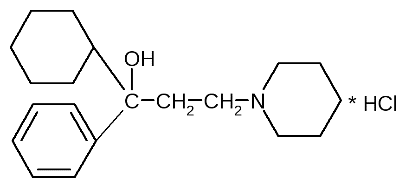 OH
C—CH2—CH2—N * HCl